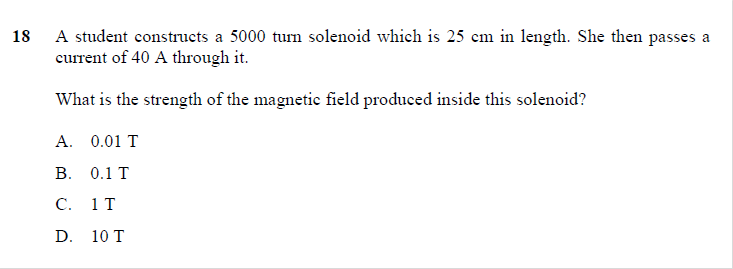 18 A student constructs a 5000 turn solenoid which is 25 cm in length. She then passes a
current of 40 A through it.
What is the strength of the magnetic field produced inside this solenoid?
A. 0.01 T
B. 0.1 T
C. 1 T
D. 10 T